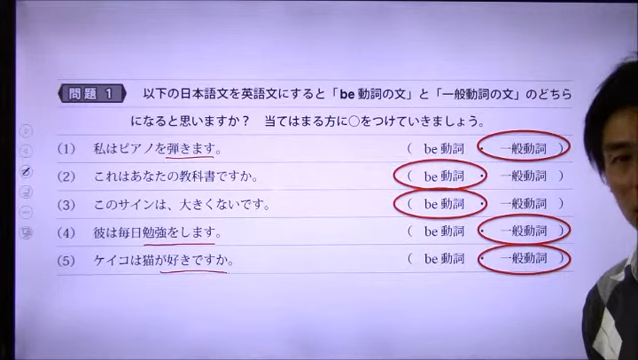 問題 1 以下の日本語文を英語文にすると「be 動詞の文」と「一般動詞の文」のどちら
になると思いますか？ 当てはまる方に○をつけていきましょう。
(1) 私はピアノを弾きます。 ( be 動詞 ・ 一般動詞 )
(2) これはあなたの教科書ですか。 ( be 動詞 ・ 一般動詞 )
(3) このサインは、大きくないです。 ( be 動詞 ・ 一般動詞 )
(4) 彼は毎日勉強をします。 ( be 動詞 ・ 一般動詞 )
(5) ケイコは猫が好きですか。 ( be 動詞 ・ 一般動詞 )